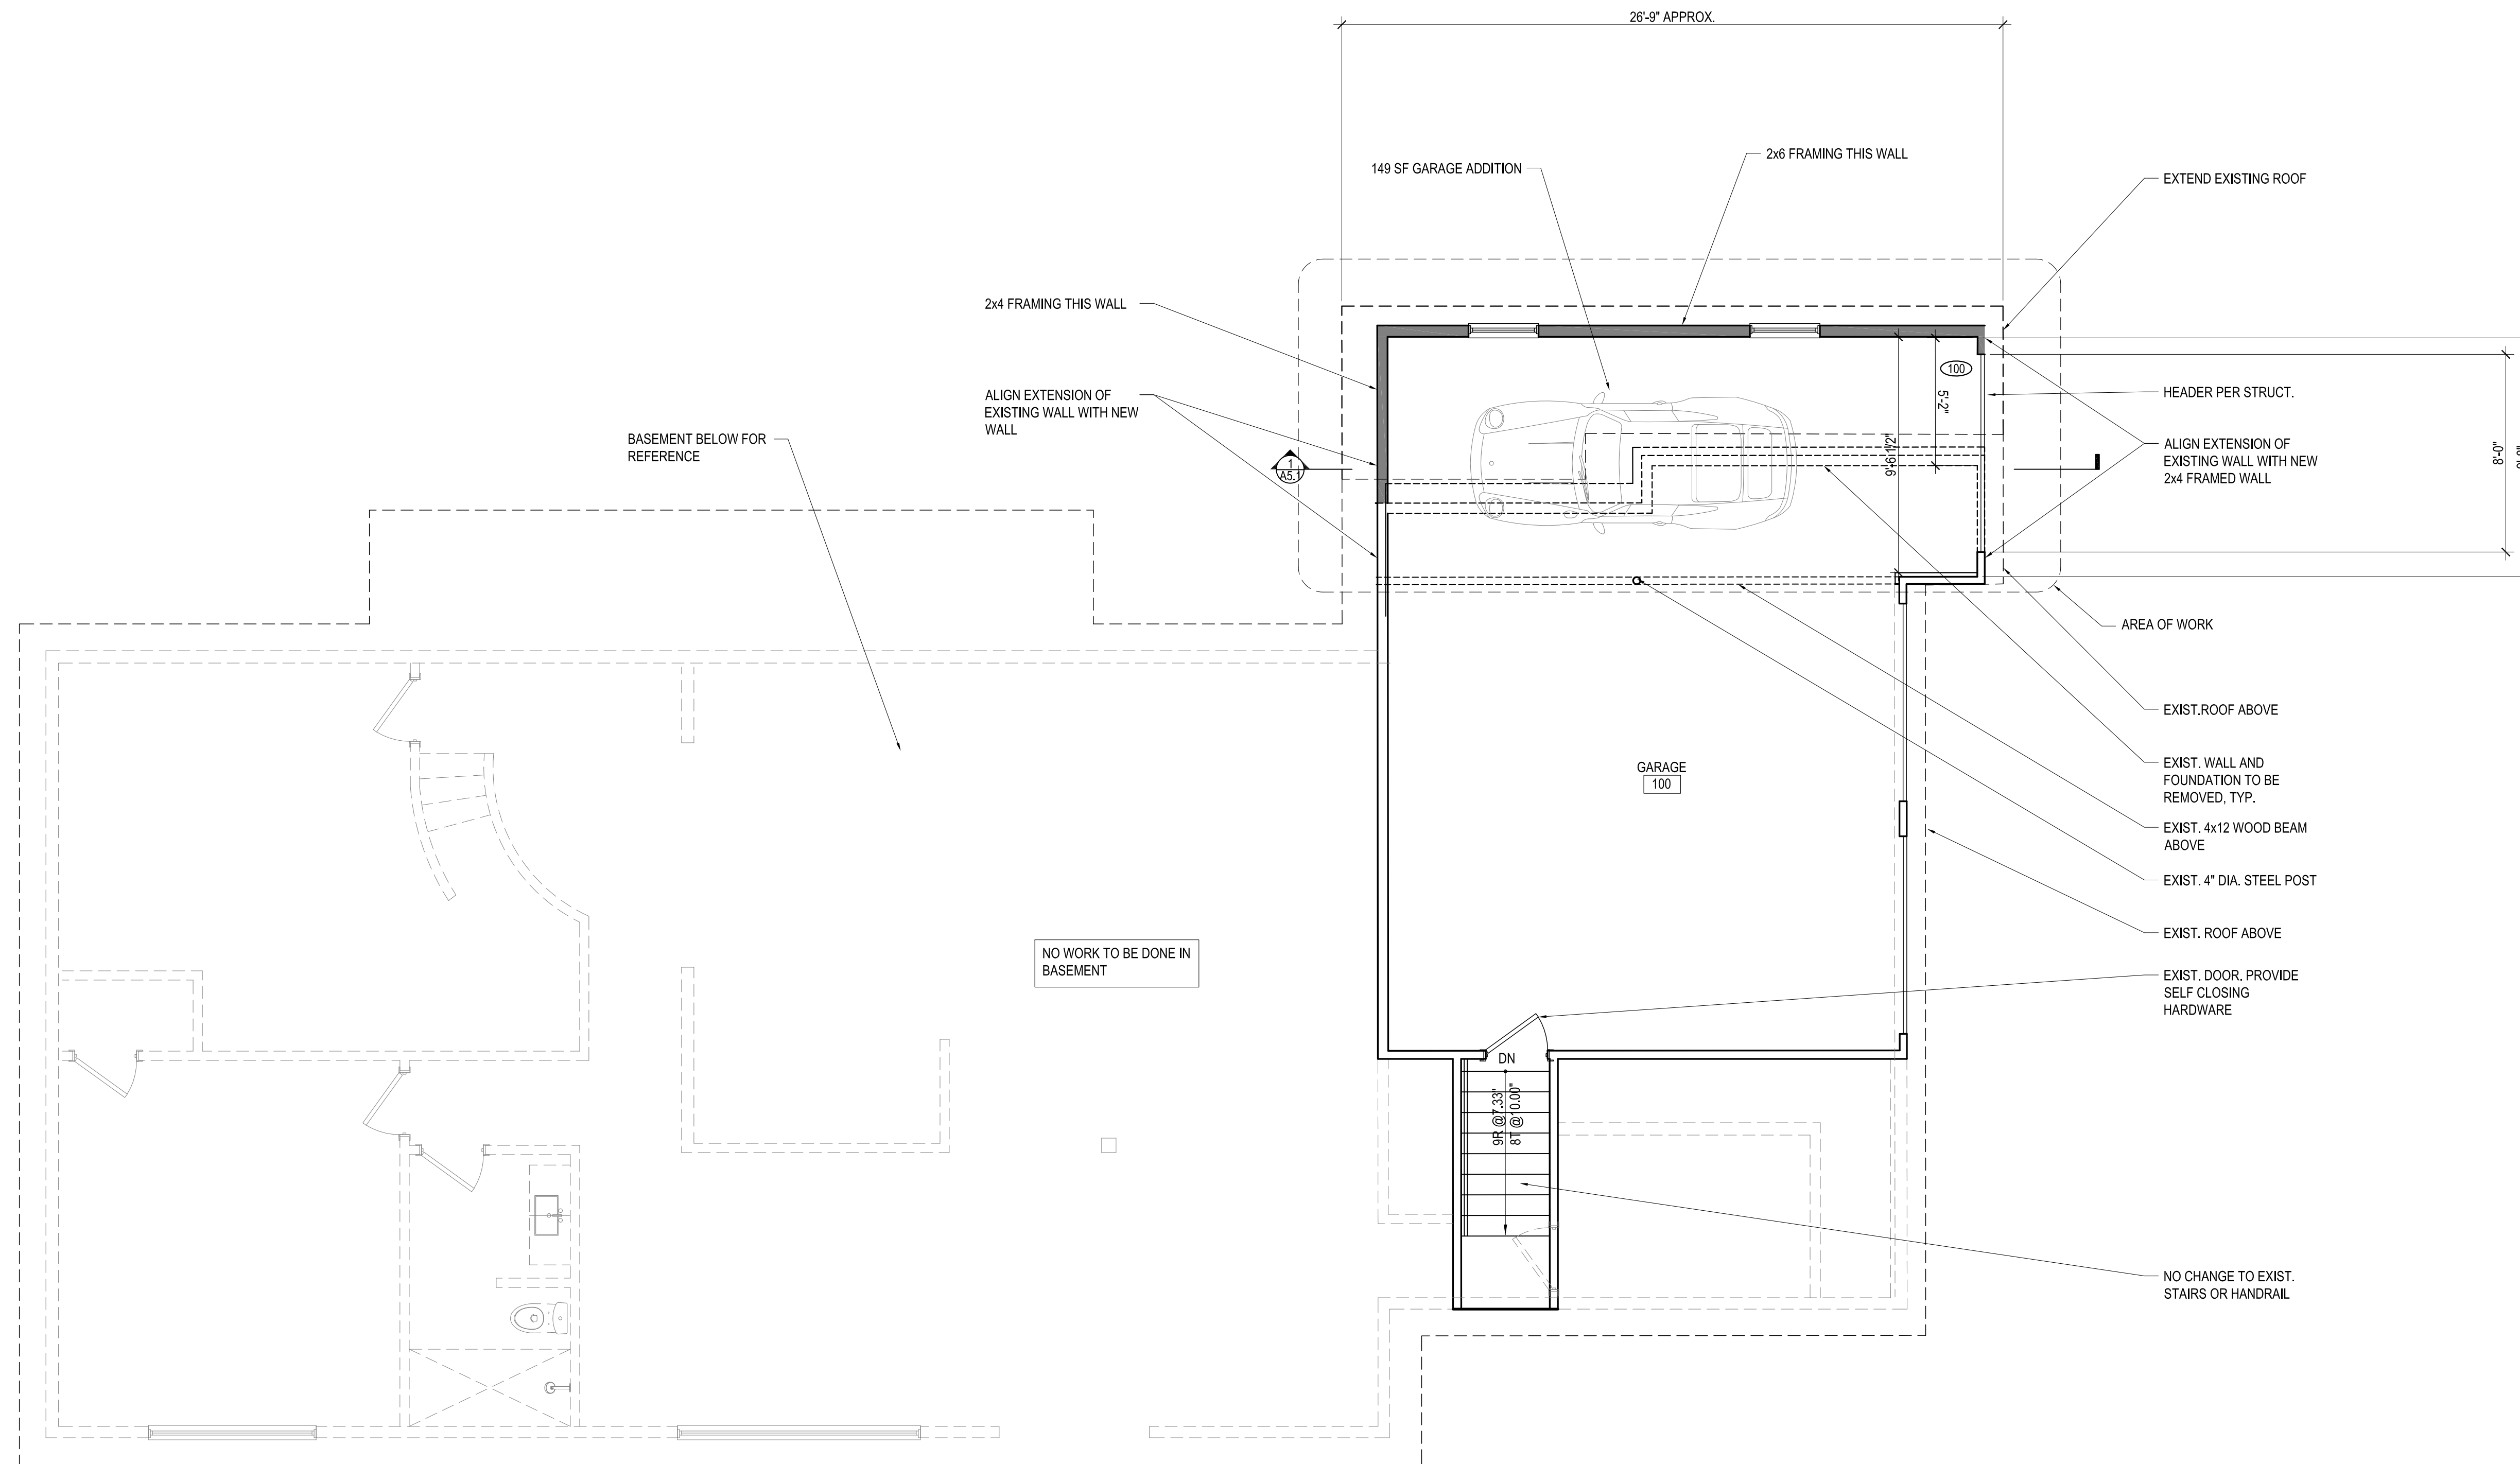 26'-9" APPROX.
2x6 FRAMING THIS WALL
149 SF GARAGE ADDITION
EXTEND EXISTING ROOF
2x4 FRAMING THIS WALL
100
5'-2"
9'-6 1/2"
8'-0"
HEADER PER STRUCT.
ALIGN EXTENSION OF
EXISTING WALL WITH NEW
WALL
BASEMENT BELOW FOR
REFERENCE
1
A5.1
ALIGN EXTENSION OF
EXISTING WALL WITH NEW
2x4 FRAMED WALL
AREA OF WORK
EXIST.ROOF ABOVE
GARAGE
100
EXIST. WALL AND
FOUNDATION TO BE
REMOVED, TYP.
EXIST. 4x12 WOOD BEAM
ABOVE
EXIST. 4" DIA. STEEL POST
EXIST. ROOF ABOVE
NO WORK TO BE DONE IN
BASEMENT
EXIST. DOOR. PROVIDE
SELF CLOSING
HARDWARE
DN
9R @7.33"
8T @10.00"
NO CHANGE TO EXIST.
STAIRS OR HANDRAIL